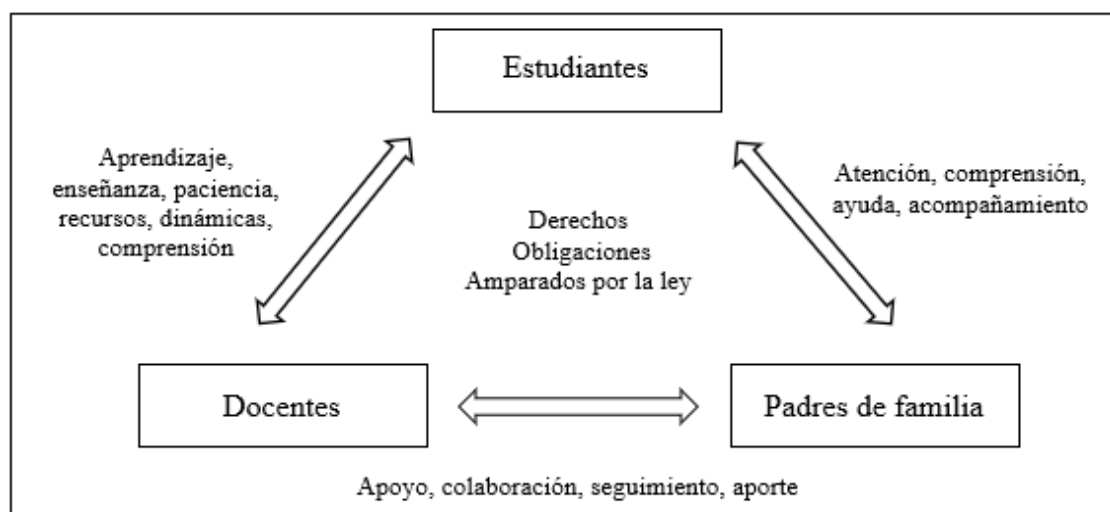 Estudiantes
Aprendizaje,
enseñanza, paciencia,
recursos, dinámicas,
comprensión
Atención, comprensión,
ayuda, acompañamiento
Derechos
Obligaciones
Amparados por la ley
Docentes
Padres de familia
Apoyo, colaboración, seguimiento, aporte